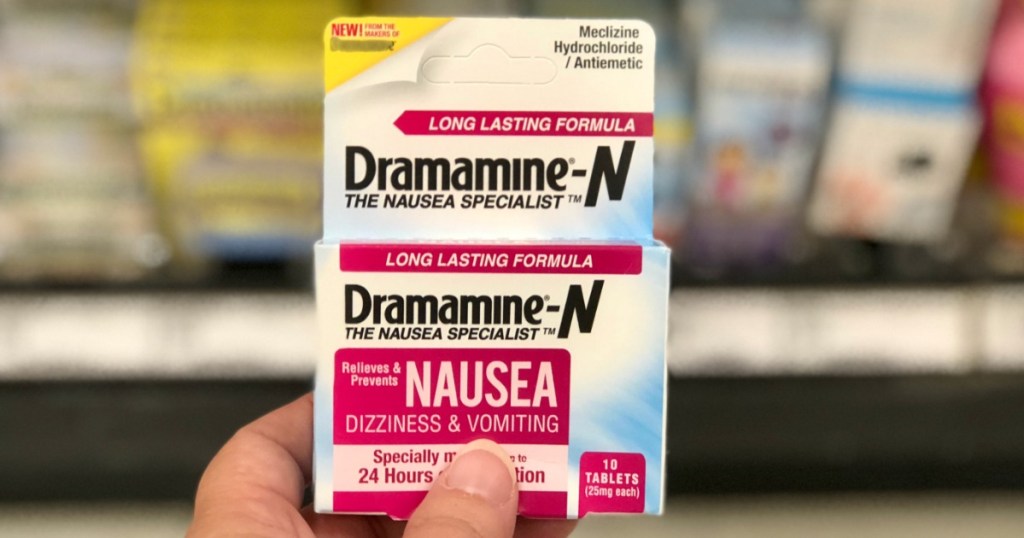 NEW! FROM THE
MAKERS OF
Meclizine
Hydrochloride
/ Antiemetic
LONG LASTING FORMULA
Dramamine®-N
THE NAUSEA SPECIALIST™
LONG LASTING FORMULA
Dramamine®-N
THE NAUSEA SPECIALIST™
Relieves &
Prevents
NAUSEA
DIZZINESS & VOMITING
Specially to
24 Hours
10
TABLETS
(25mg each)